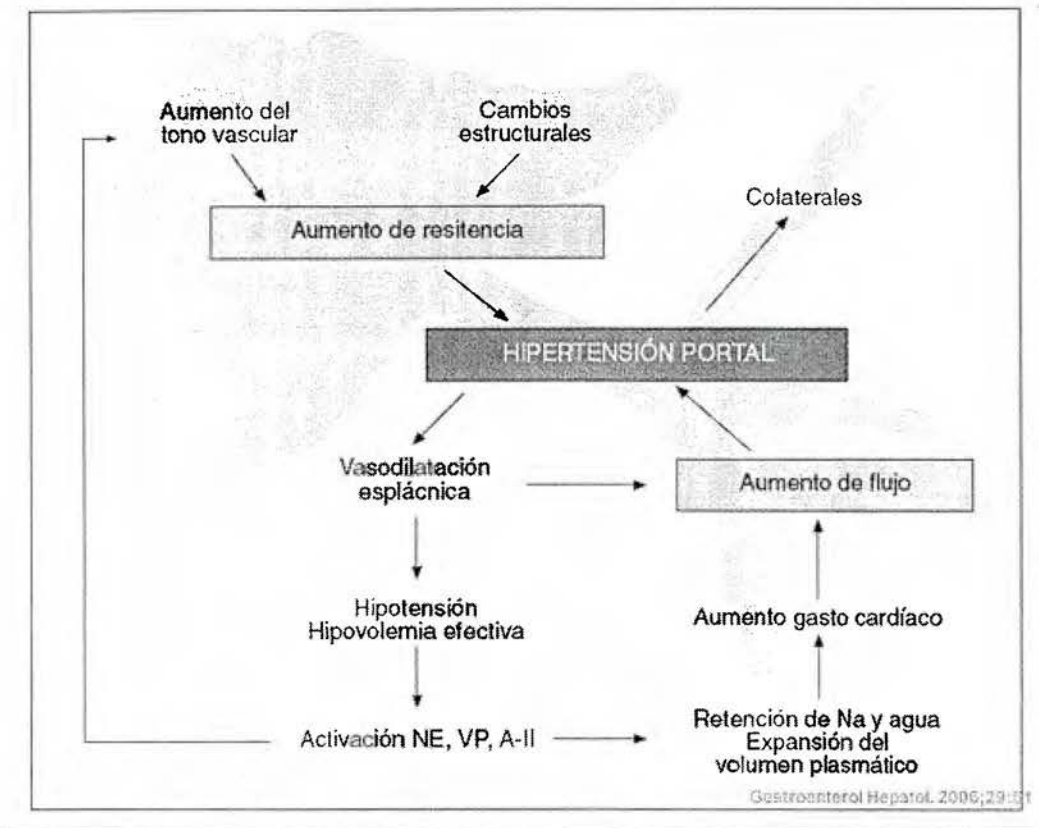 Aumento del
tono vascular
Cambios
estructurales
Colaterales
Aumento de resitencia
HIPERTENSIÓN PORTAL
Vasodilatación
esplácnica
Aumento de flujo
Hipotensión
Hipovolemia efectiva
Aumento gasto cardíaco
Activación NE, VP, A-II
Retención de Na y agua
Expansión del
volumen plasmático
Gastroenterol Hepatol. 2006;29: